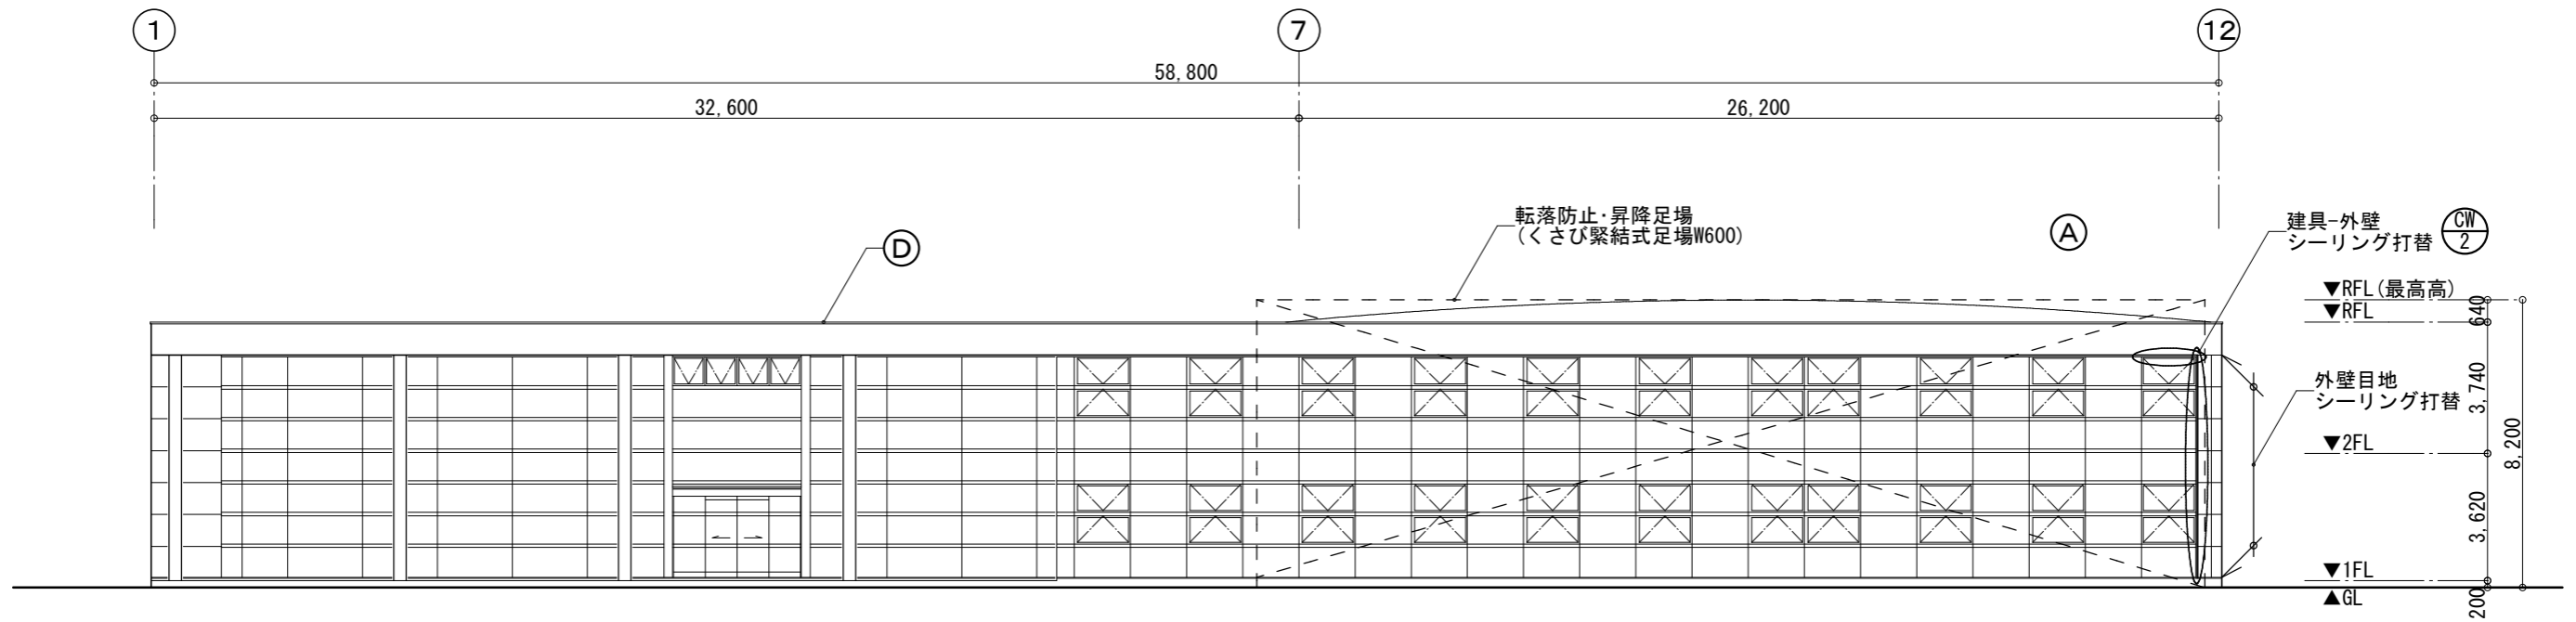 1
7
12
58,800
32,600
26,200
転落防止･昇降足場
(くさび緊結式足場W600)
A
D
建具-外壁
シーリング打替
CW
2
▼RFL(最高高)
▼RFL
640
3,740
外壁目地
シーリング打替
▼2FL
8,200
3,620
▼1FL
▲GL
200